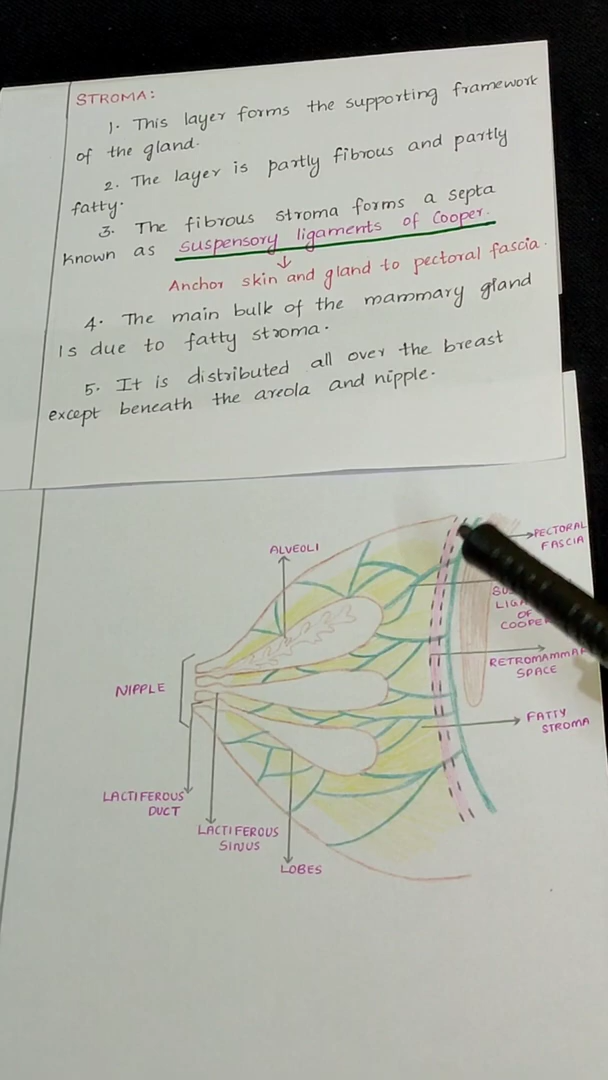 STROMA:
1. This layer forms the supporting framework
of the gland.
2. The layer is partly fibrous and partly
fatty.
3. The fibrous stroma forms a septa
known as suspensory ligaments of Cooper.
Anchor skin and gland to pectoral fascia.
4. The main bulk of the mammary gland
Is due to fatty stroma.
5. It is distributed all over the breast
except beneath the areola and nipple.
PECTORAL
FASCIA
ALVEOLI
OF
COOPER
RETROMAMMAR
SPACE
NIPPLE
FATTY
STROMA
LACTIFEROUS
DUCT
LACTIFEROUS
SINUS
LOBES